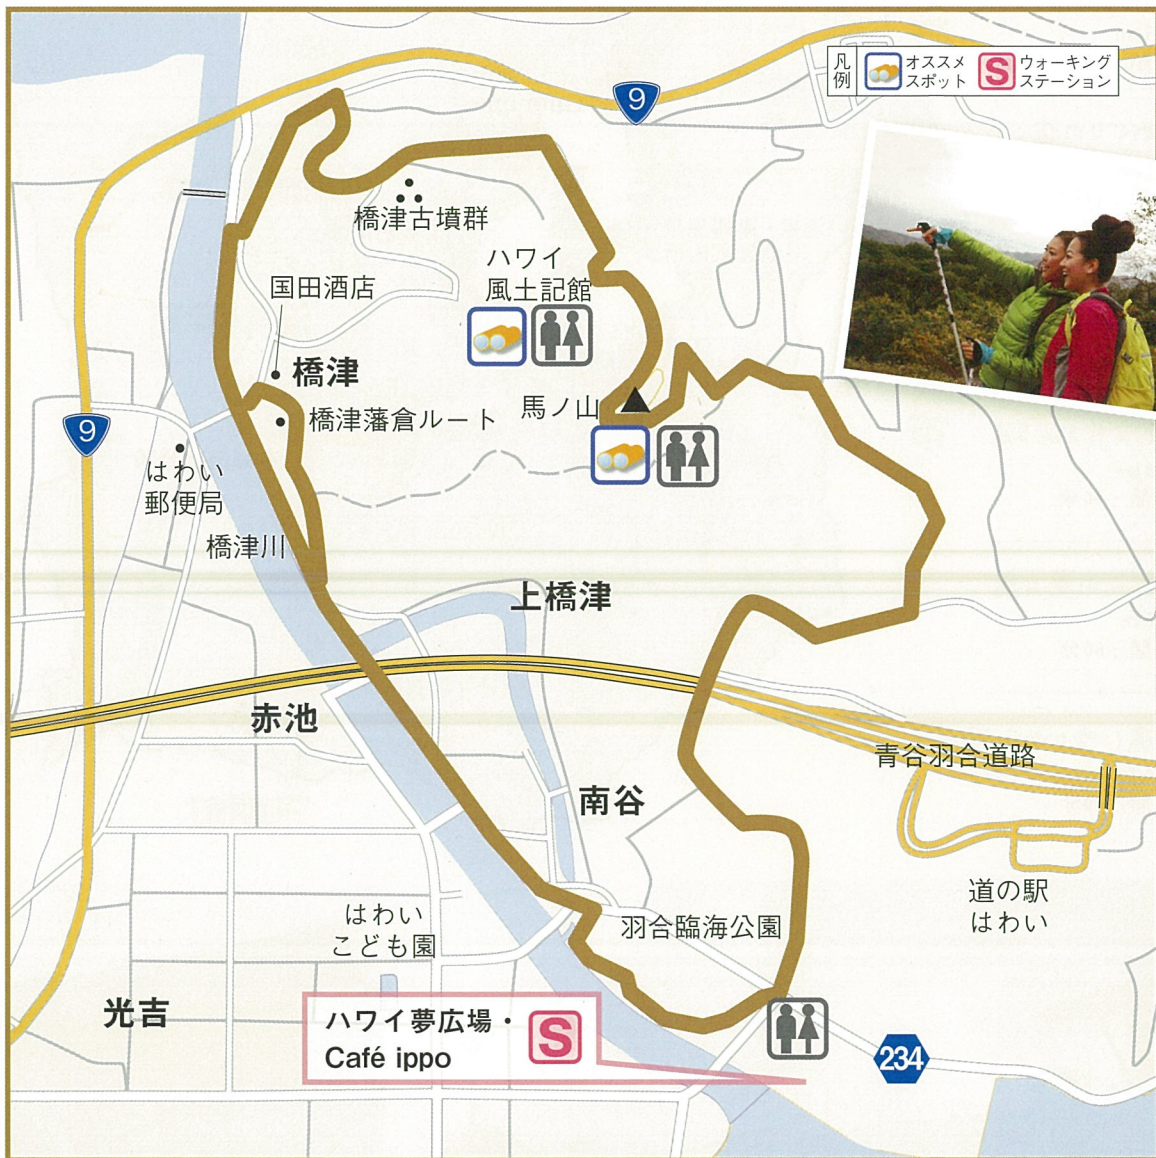 凡例
オススメ
スポット
S
ウォーキング
ステーション
9
橋津古墳群
ハワイ
風土記館
国田酒店
橋津
馬ノ山
橋津藩倉ルート
9
はわい
郵便局
橋津川
上橋津
赤池
青谷羽合道路
南谷
道の駅
はわい
はわい
こども園
羽合臨海公園
光吉
ハワイ夢広場・
Café ippo
S
234